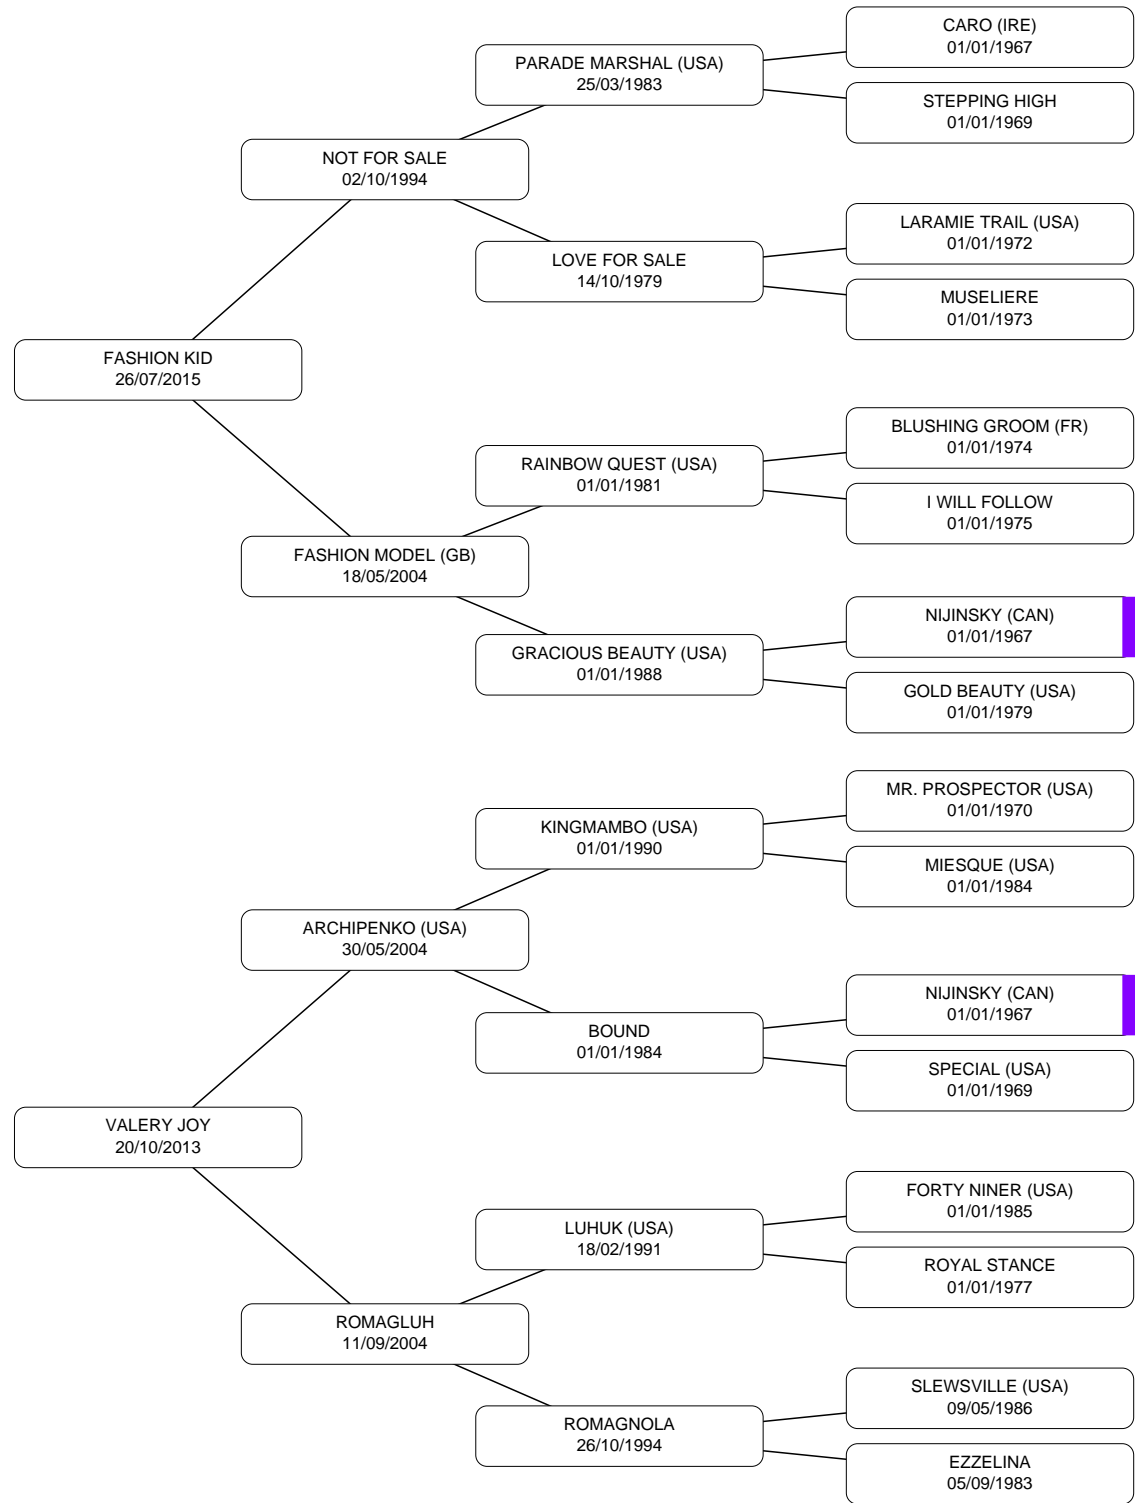 CARO (IRE)
01/01/1967
PARADE MARSHAL (USA)
25/03/1983
STEPPING HIGH
01/01/1969
NOT FOR SALE
02/10/1994
LARAMIE TRAIL (USA)
01/01/1972
LOVE FOR SALE
14/10/1979
MUSELIERE
01/01/1973
FASHION KID
26/07/2015
BLUSHING GROOM (FR)
01/01/1974
RAINBOW QUEST (USA)
01/01/1981
I WILL FOLLOW
01/01/1975
FASHION MODEL (GB)
18/05/2004
NIJINSKY (CAN)
01/01/1967
GRACIOUS BEAUTY (USA)
01/01/1988
GOLD BEAUTY (USA)
01/01/1979
MR. PROSPECTOR (USA)
01/01/1970
KINGMAMBO (USA)
01/01/1990
MIESQUE (USA)
01/01/1984
ARCHIPENKO (USA)
30/05/2004
NIJINSKY (CAN)
01/01/1967
BOUND
01/01/1984
SPECIAL (USA)
01/01/1969
VALERY JOY
20/10/2013
FORTY NINER (USA)
01/01/1985
LUHUK (USA)
18/02/1991
ROYAL STANCE
01/01/1977
ROMAGLUH
11/09/2004
SLEWSVILLE (USA)
09/05/1986
ROMAGNOLA
26/10/1994
EZZELINA
05/09/1983